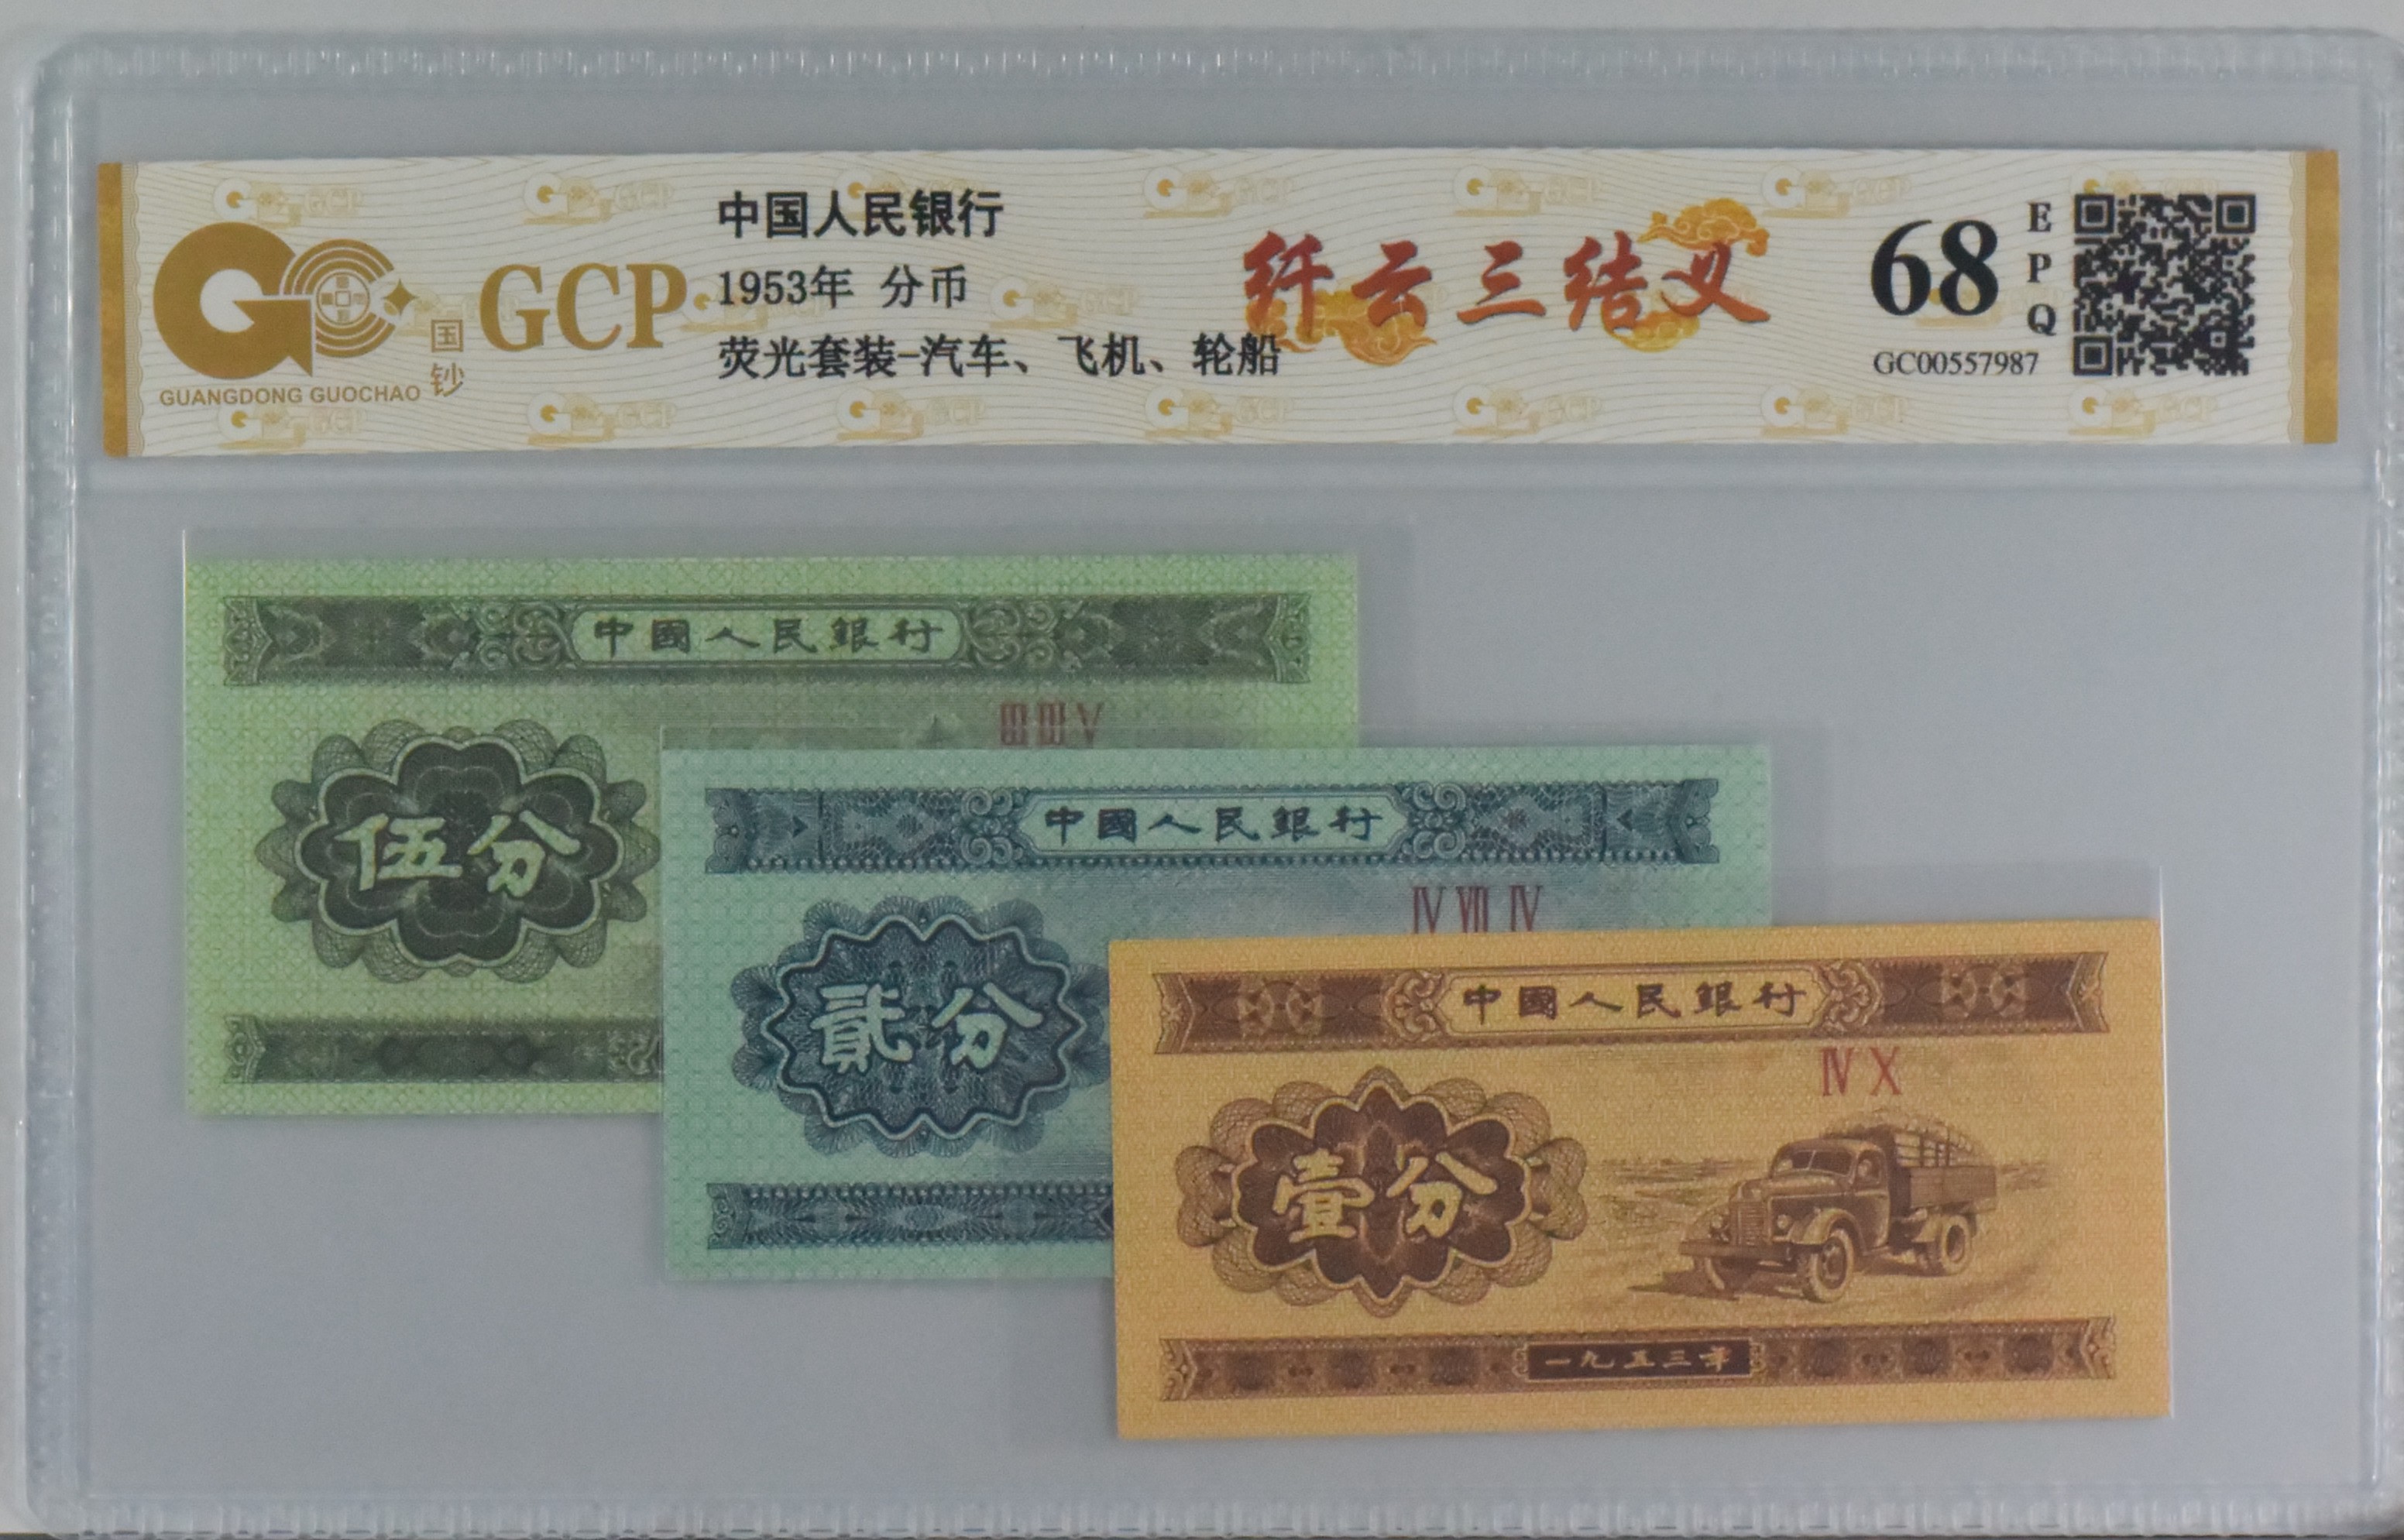 中国人民银行
1953年 分币
荧光套装-汽车、飞机、轮船
GCP
国钞
GUANGDONG GUOCHAO
纤云三结义
68
EPQ
GC00557987
中國人民銀行
ⅢⅢⅤ
伍分
中國人民銀行
Ⅳ Ⅶ Ⅳ
貳分
中國人民銀行
Ⅳ Ⅹ
壹分
一九五三年